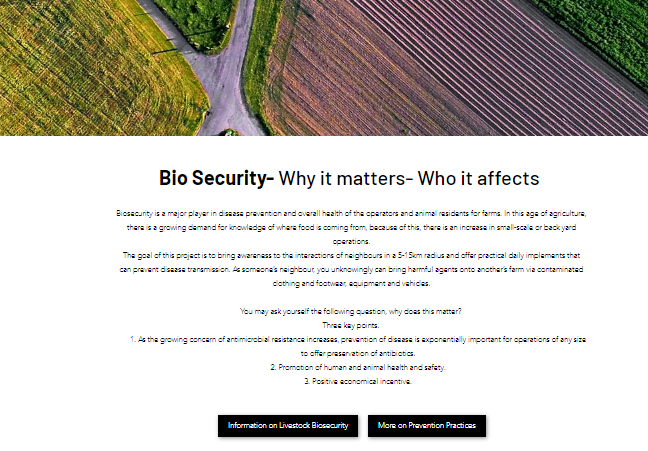 Bio Security- Why it matters- Who it affects
Biosecurity is a major player in disease prevention and overall health of the operators and animal residents for farms. In this age of agriculture,
there is a growing demand for knowledge of where food is coming from, because of this, there is an increase in small-scale or back yard
operations.
The goal of this project is to bring awareness to the interactions of neighbours in a 5-15km radius and offer practical daily implements that
can prevent disease transmission. As someone's neighbour, you unknowingly can bring harmful agents onto another's farm via contaminated
clothing and footwear, equipment and vehicles.
You may ask yourself the following question, why does this matter?
Three key points.
1. As the growing concern of antimicrobial resistance increases, prevention of disease is exponentially important for operations of any size
to offer preservation of antibiotics.
2. Promotion of human and animal health and safety.
3. Positive economical incentive.
Information on Livestock Biosecurity
More on Prevention Practices